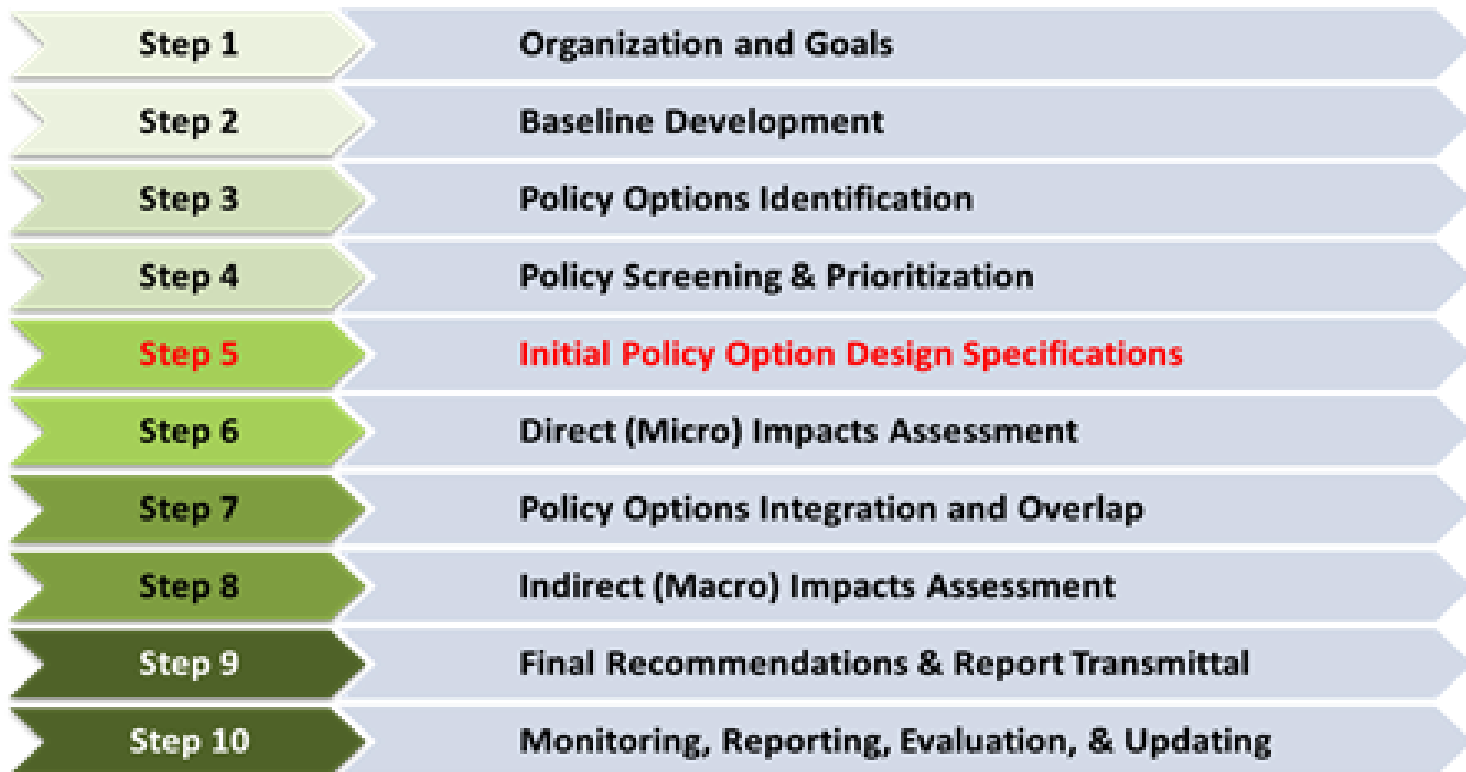 Step 1 Organization and Goals
Step 2 Baseline Development
Step 3 Policy Options Identification
Step 4 Policy Screening & Prioritization
Step 5 Initial Policy Option Design Specifications
Step 6 Direct (Micro) Impacts Assessment
Step 7 Policy Options Integration and Overlap
Step 8 Indirect (Macro) Impacts Assessment
Step 9 Final Recommendations & Report Transmittal
Step 10 Monitoring, Reporting, Evaluation, & Updating